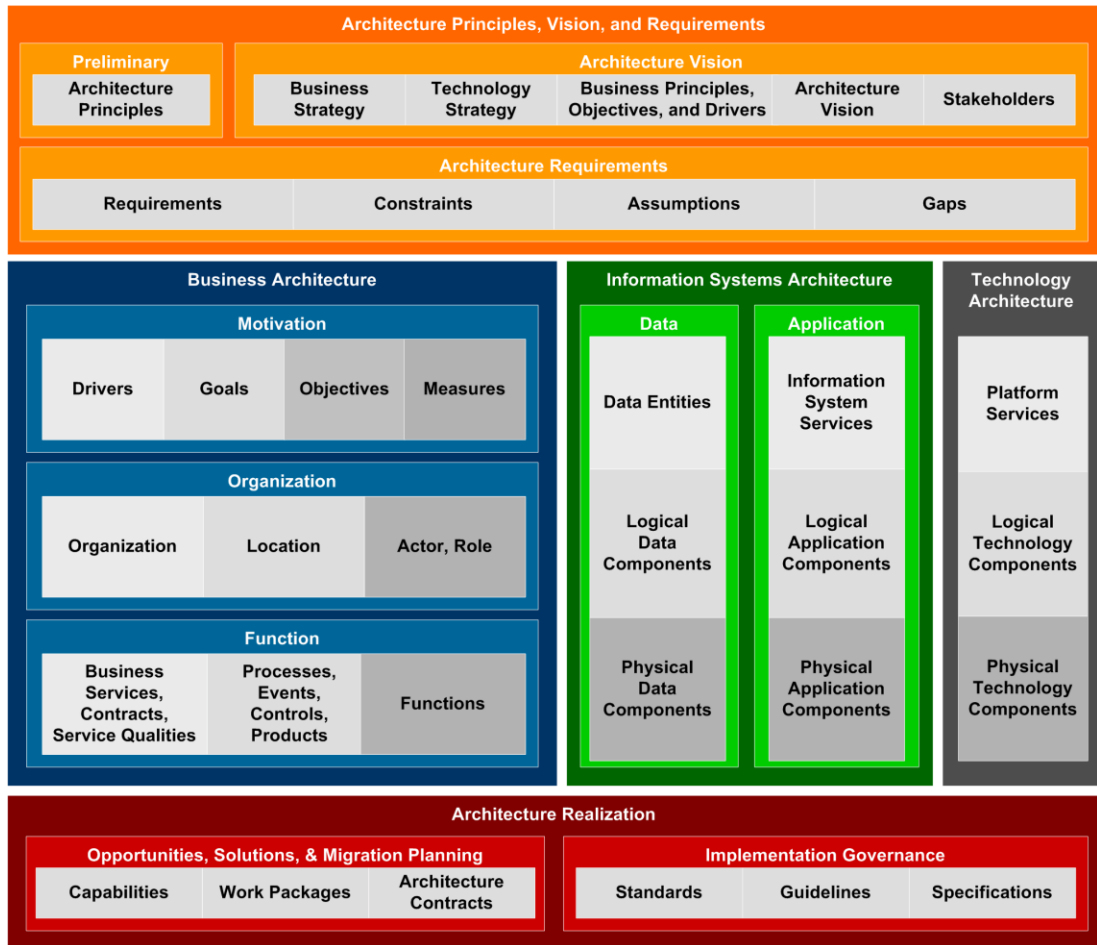 Architecture Principles, Vision, and Requirements
Preliminary
Architecture
Principles
Architecture Vision
Business
Strategy
Technology
Strategy
Business Principles,
Objectives, and Drivers
Architecture
Vision
Stakeholders
Architecture Requirements
Requirements
Constraints
Assumptions
Gaps
Business Architecture
Motivation
Drivers
Goals
Objectives
Measures
Organization
Organization
Location
Actor, Role
Function
Business
Services,
Contracts,
Service Qualities
Processes,
Events,
Controls,
Products
Functions
Information Systems Architecture
Data
Data Entities
Logical
Data
Components
Physical
Data
Components
Application
Information
System
Services
Logical
Application
Components
Physical
Application
Components
Technology
Architecture
Platform
Services
Logical
Technology
Components
Physical
Technology
Components
Architecture Realization
Opportunities, Solutions, & Migration Planning
Capabilities
Work Packages
Architecture
Contracts
Implementation Governance
Standards
Guidelines
Specifications